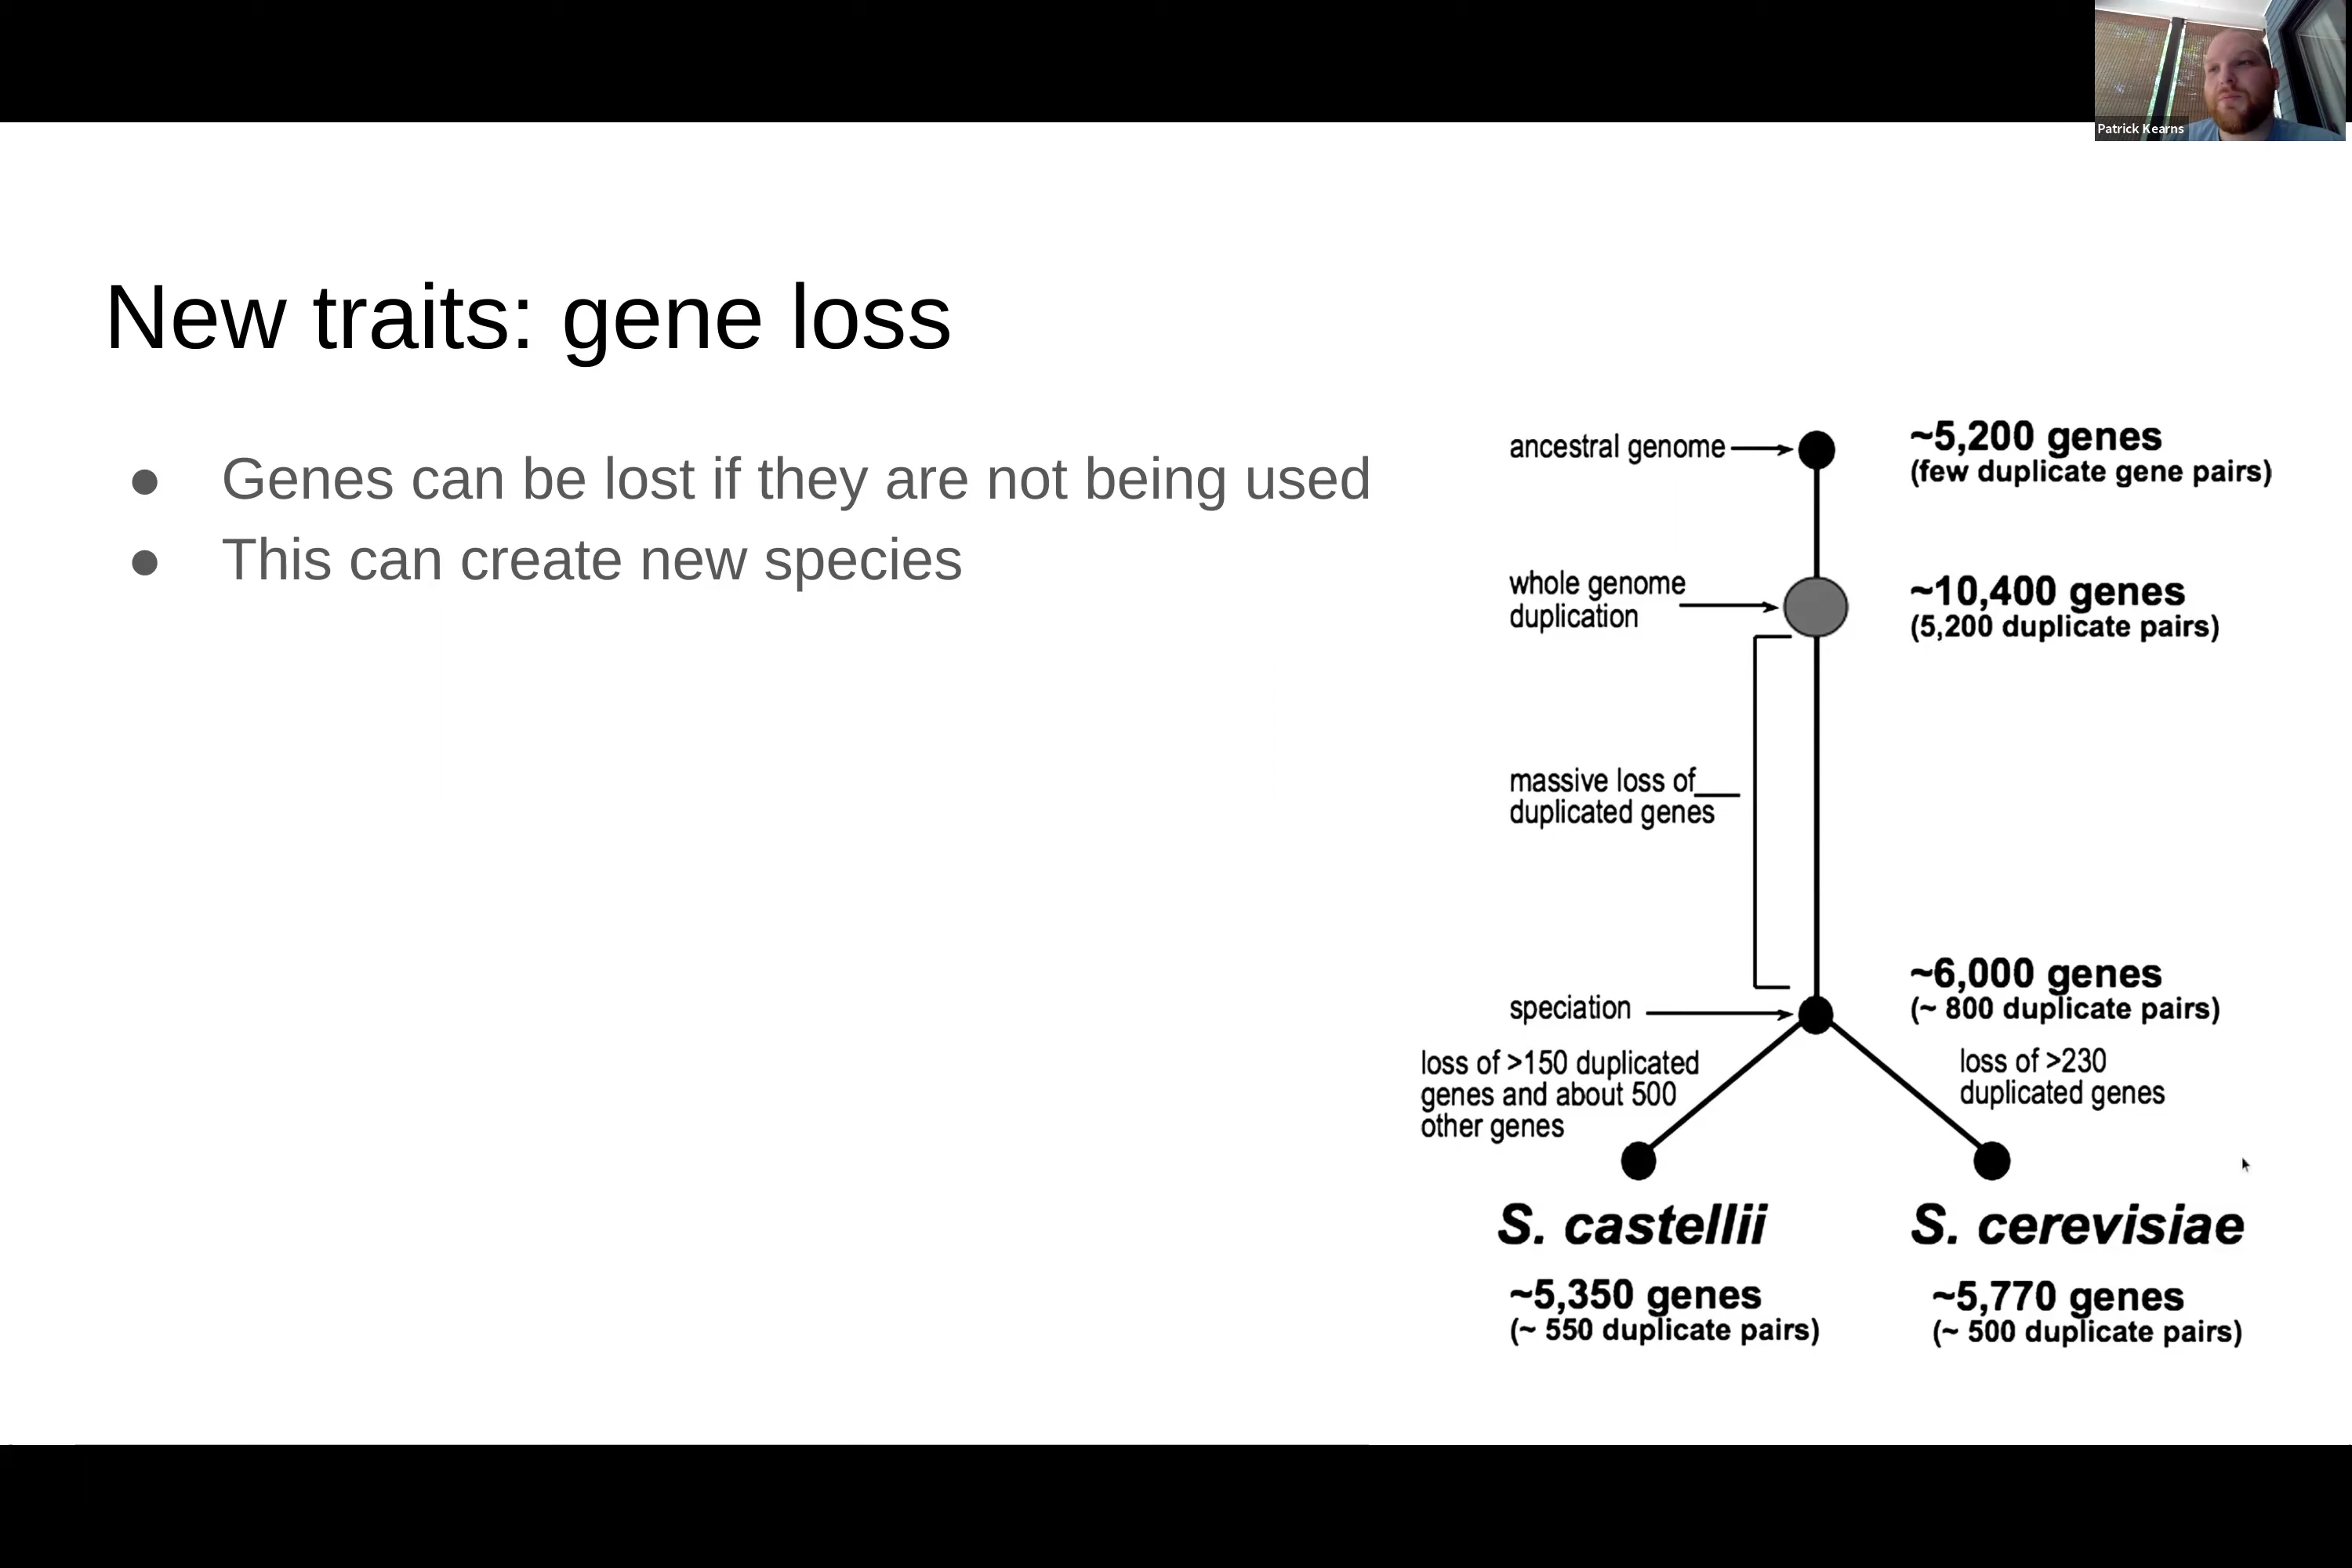 Patrick Kearns
New traits: gene loss
● Genes can be lost if they are not being used
● This can create new species
ancestral genome
~5,200 genes
(few duplicate gene pairs)
whole genome
duplication
~10,400 genes
(5,200 duplicate pairs)
massive loss of
duplicated genes
speciation
~6,000 genes
(~ 800 duplicate pairs)
loss of >150 duplicated
genes and about 500
other genes
loss of >230
duplicated genes
S. castellii
~5,350 genes
(~ 550 duplicate pairs)
S. cerevisiae
~5,770 genes
(~ 500 duplicate pairs)